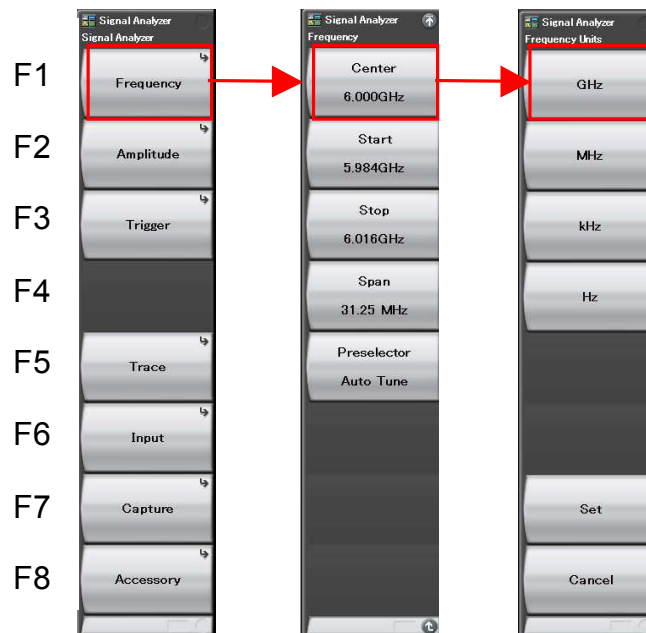 Signal Analyzer
Signal Analyzer
F1
Frequency
F2
Amplitude
F3
Trigger
F4
F5
Trace
F6
Input
F7
Capture
F8
Accessory
Signal Analyzer
Frequency
Center
6.000GHz
Start
5.984GHz
Stop
6.016GHz
Span
31.25 MHz
Preselector
Auto Tune
Signal Analyzer
Frequency Units
GHz
MHz
kHz
Hz
Set
Cancel